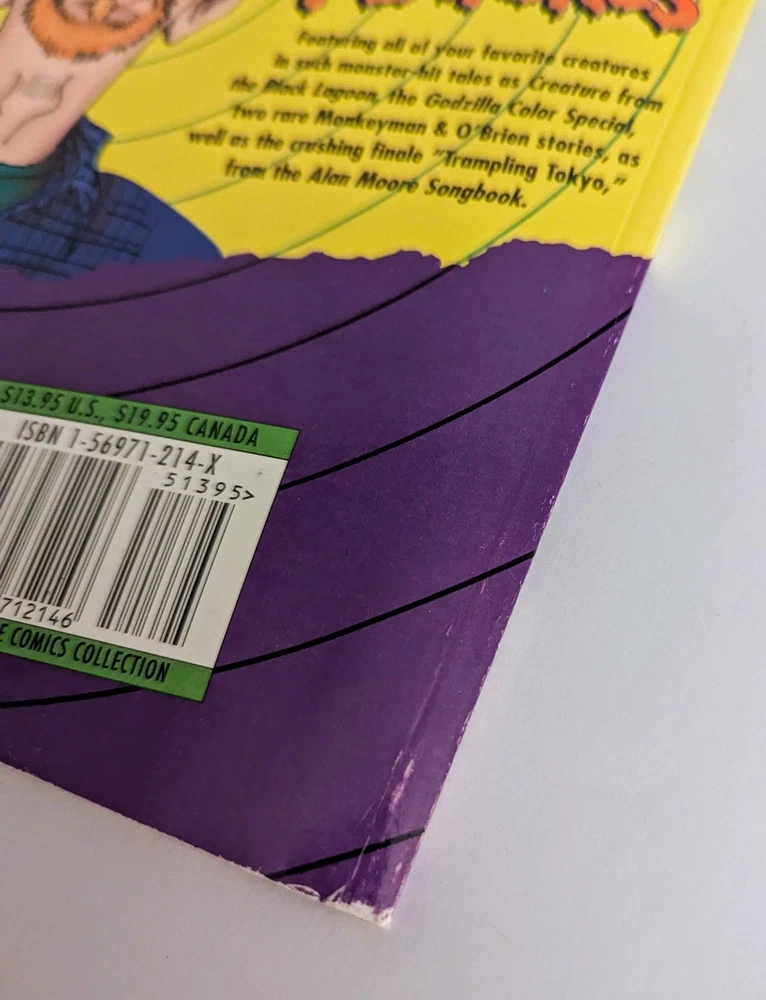 Featuring all of your favorite creatures
in such monster-hit tales as Creature from
the Black Lagoon, the Godzilla Color Special,
two rare Monkeyman & O'Brien stories, as
well as the crushing finale "Trampling Tokyo,"
from the Alan Moore Songbook.
$13.95 U.S., $19.95 CANADA
ISBN 1-56971-214-X
51395>
712146
E COMICS COLLECTION